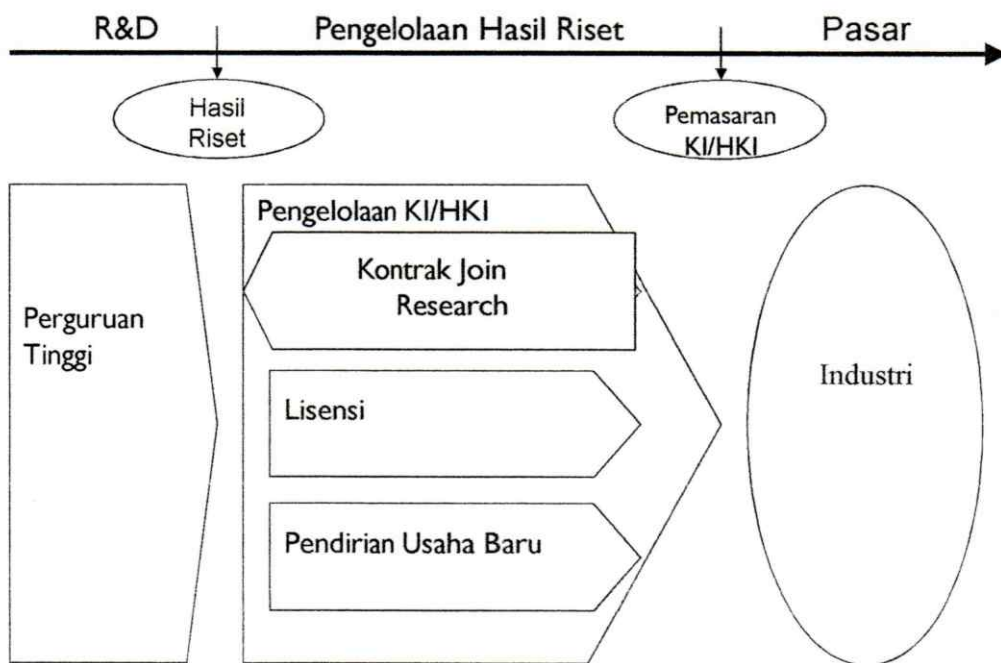 R&D
Pengelolaan Hasil Riset
Pasar
Hasil
Riset
Pemasaran
KI/HKI
Perguruan
Tinggi
Pengelolaan KI/HKI
Kontrak Join
Research
Lisensi
Pendirian Usaha Baru
Industri